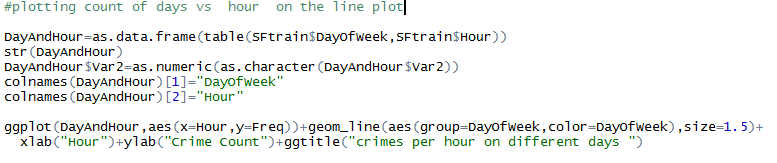 #plotting count of days vs  hour  on the line plot
DayAndHour=as.data.frame(table(SFtrain$DayOfWeek,SFtrain$Hour))
str(DayAndHour)
DayAndHour$Var2=as.numeric(as.character(DayAndHour$Var2))
colnames(DayAndHour)[1]="DayOfWeek"
colnames(DayAndHour)[2]="Hour"
ggplot(DayAndHour,aes(x=Hour,y=Freq))+geom_line(aes(group=DayOfWeek,color=DayOfWeek),size=1.5)+
  xlab("Hour")+ylab("Crime Count")+ggtitle("crimes per hour on different days ")